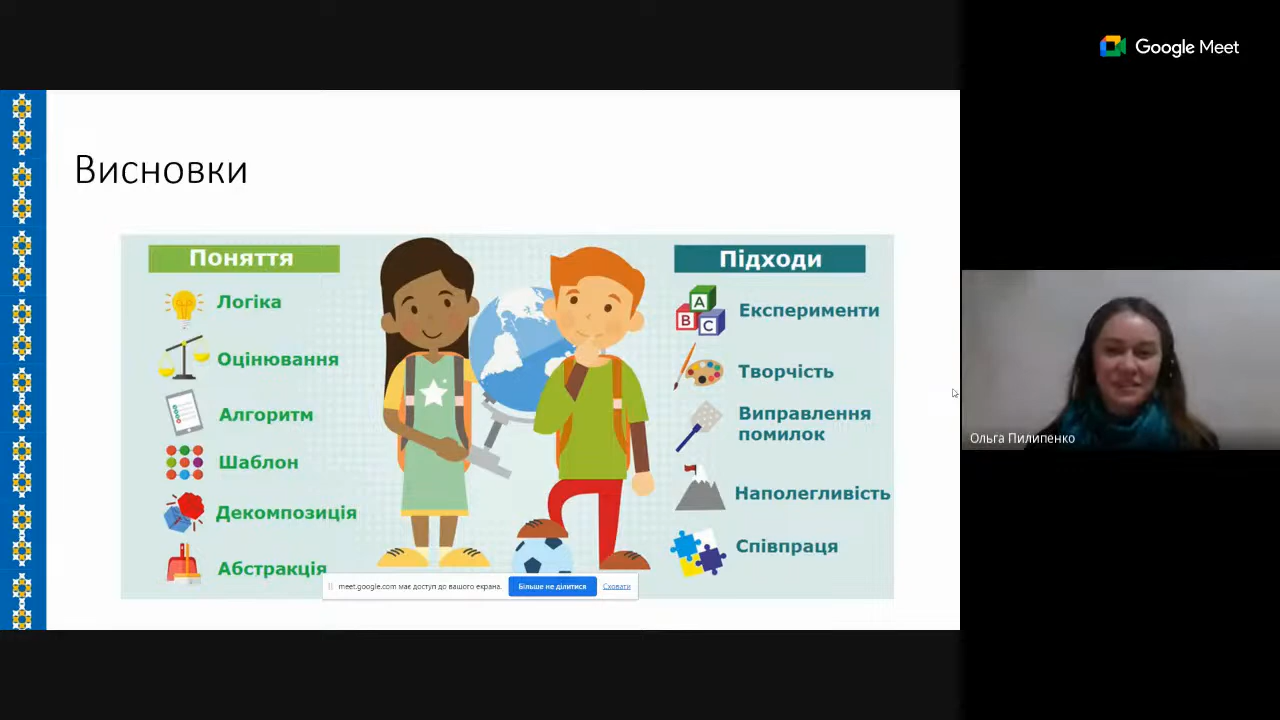 Google Meet
Висновки
Поняття
Логіка
Оцінювання
Алгоритм
Шаблон
Декомпозиція
Абстракція
Підходи
A
B
C
Експерименти
Творчість
Виправлення
помилок
Наполегливість
Співпраця
meet.google.com має доступ до вашого екрана.
Більше не ділитися
Сховати
Ольга Пилипенко